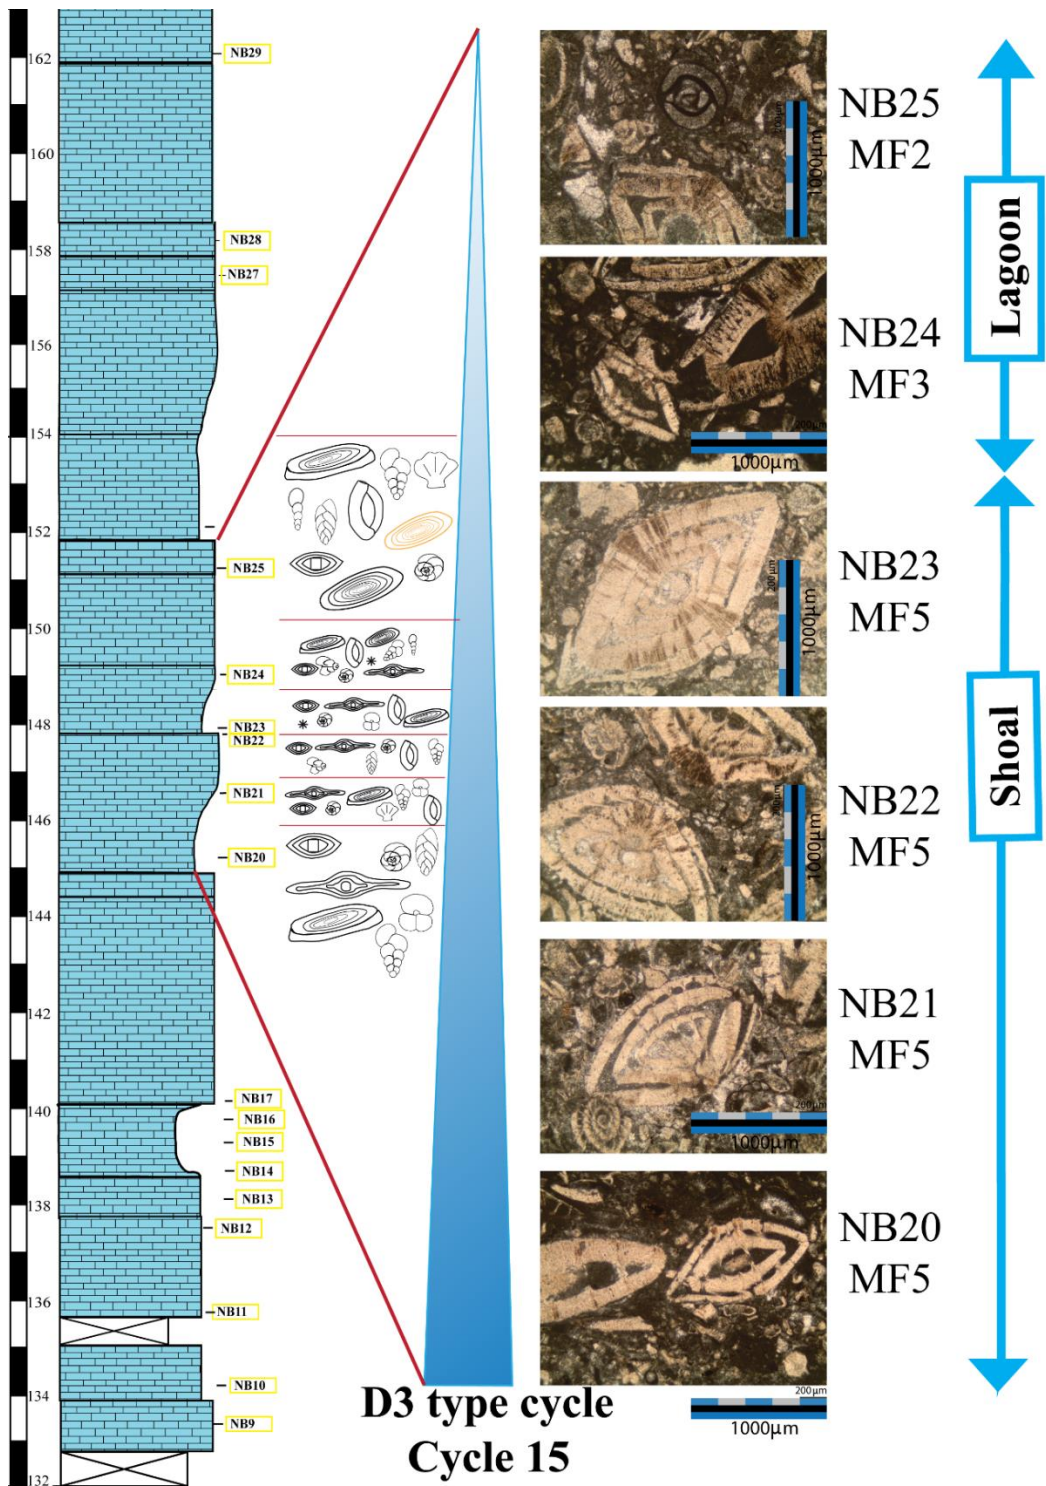 162
NB29
160
158
NB28
NB27
156
154
152
NB25
150
NB24
148
NB23
NB22
NB21
146
NB20
144
142
140
NB17
NB16
NB15
NB14
138
NB13
NB12
136
NB11
134
NB10
NB9
132
D3 type cycle
Cycle 15
1000µm
NB25
MF2
200µm
1000µm
NB24
MF3
200µm
1000µm
NB23
MF5
1000µm
NB22
MF5
200µm
1000µm
NB21
MF5
NB20
MF5
200µm
1000µm
Lagoon
Shoal